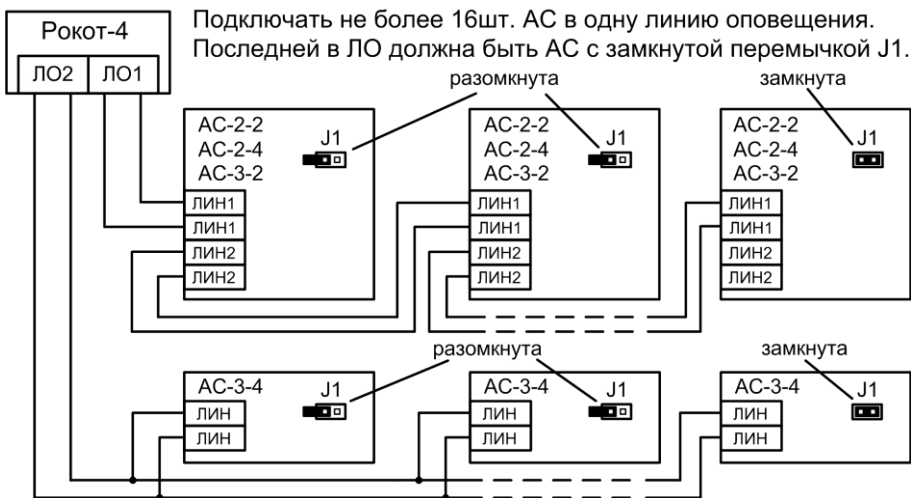 Рокот-4
ЛО2 ЛО1
Подключать не более 16шт. АС в одну линию оповещения.
Последней в ЛО должна быть АС с замкнутой перемычкой J1.
разомкнута
замкнута
АС-2-2
АС-2-4
АС-3-2
J1
ЛИН1
ЛИН1
ЛИН2
ЛИН2
АС-2-2
АС-2-4
АС-3-2
J1
ЛИН1
ЛИН1
ЛИН2
ЛИН2
АС-2-2
АС-2-4
АС-3-2
J1
ЛИН1
ЛИН1
ЛИН2
ЛИН2
разомкнута
замкнута
АС-3-4
J1
ЛИН
ЛИН
АС-3-4
J1
ЛИН
ЛИН
АС-3-4
J1
ЛИН
ЛИН